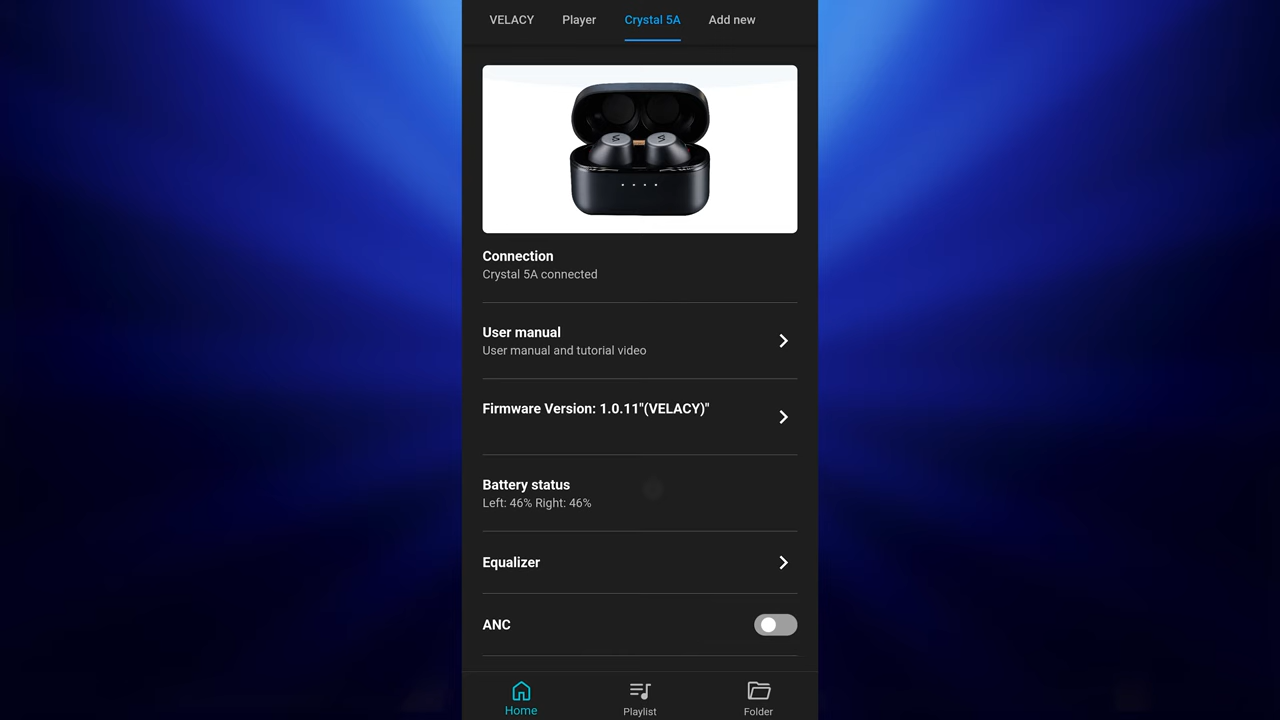 VELACY Player Crystal 5A Add new
Connection
Crystal 5A connected
User manual
User manual and tutorial video
Firmware Version: 1.0.11"(VELACY)"
Battery status
Left: 46% Right: 46%
Equalizer
ANC
Home Playlist Folder